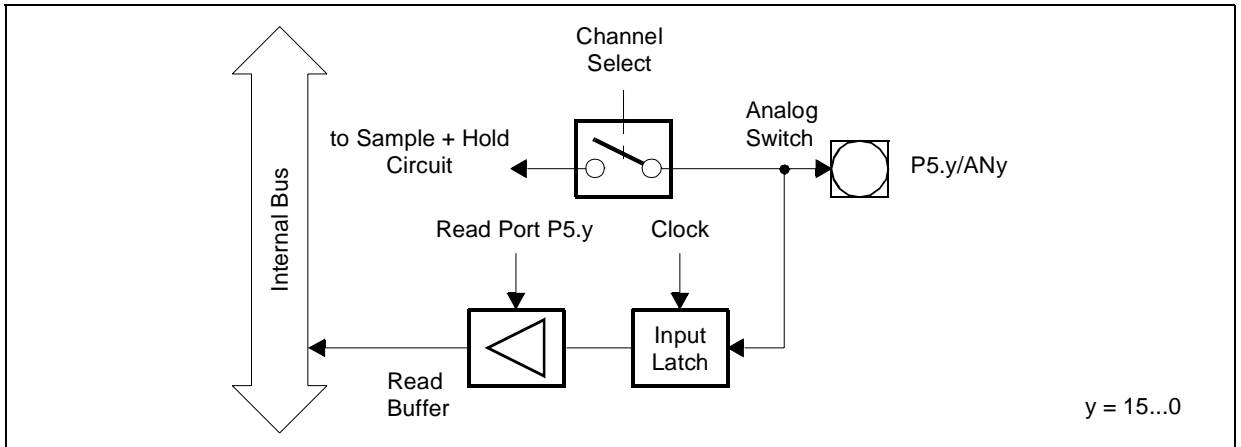 Channel
Select
Analog
Switch
to Sample + Hold
Circuit
P5.y/ANy
Internal Bus
Read Port P5.y
Clock
Input
Latch
Read
Buffer
y = 15...0